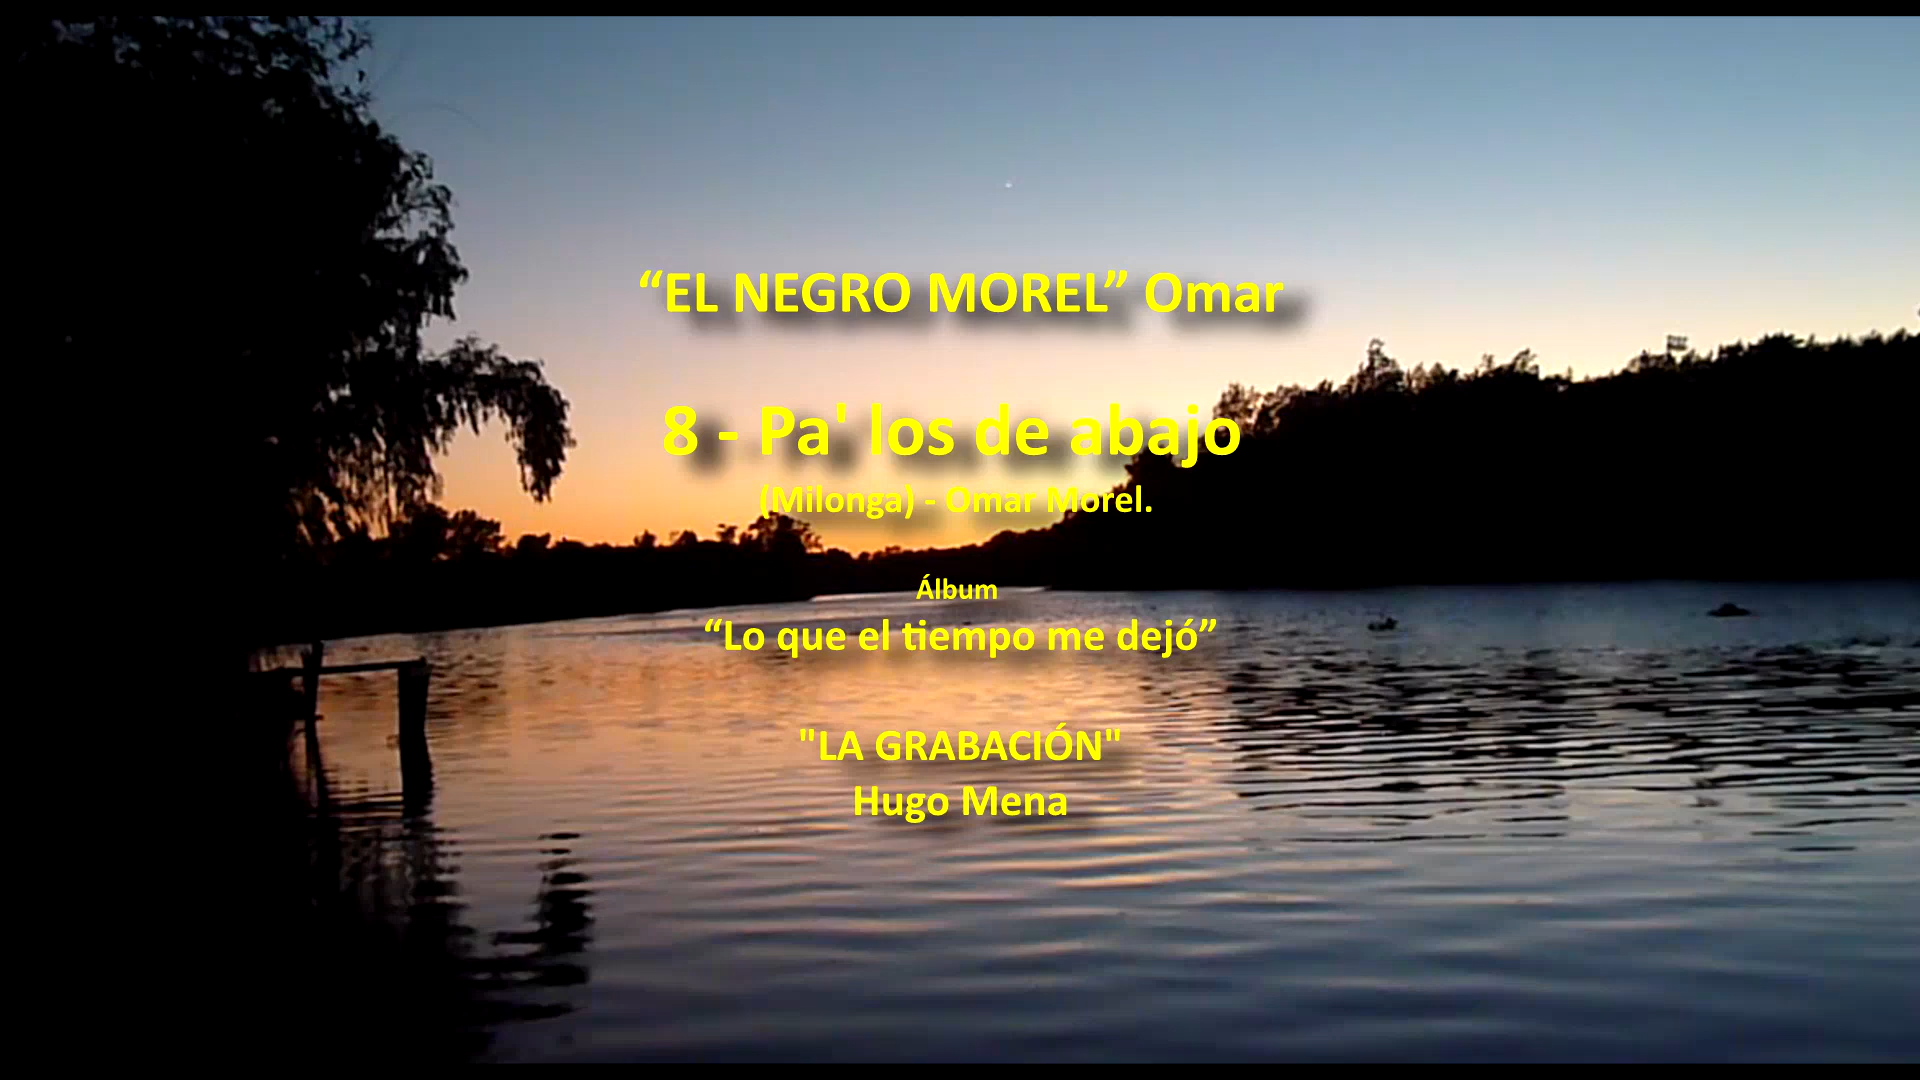 “EL NEGRO MOREL” Omar
8 - Pa' los de abajo
(Milonga) - Omar Morel.
Álbum
“Lo que el tiempo me dejó”
"LA GRABACIÓN"
Hugo Mena